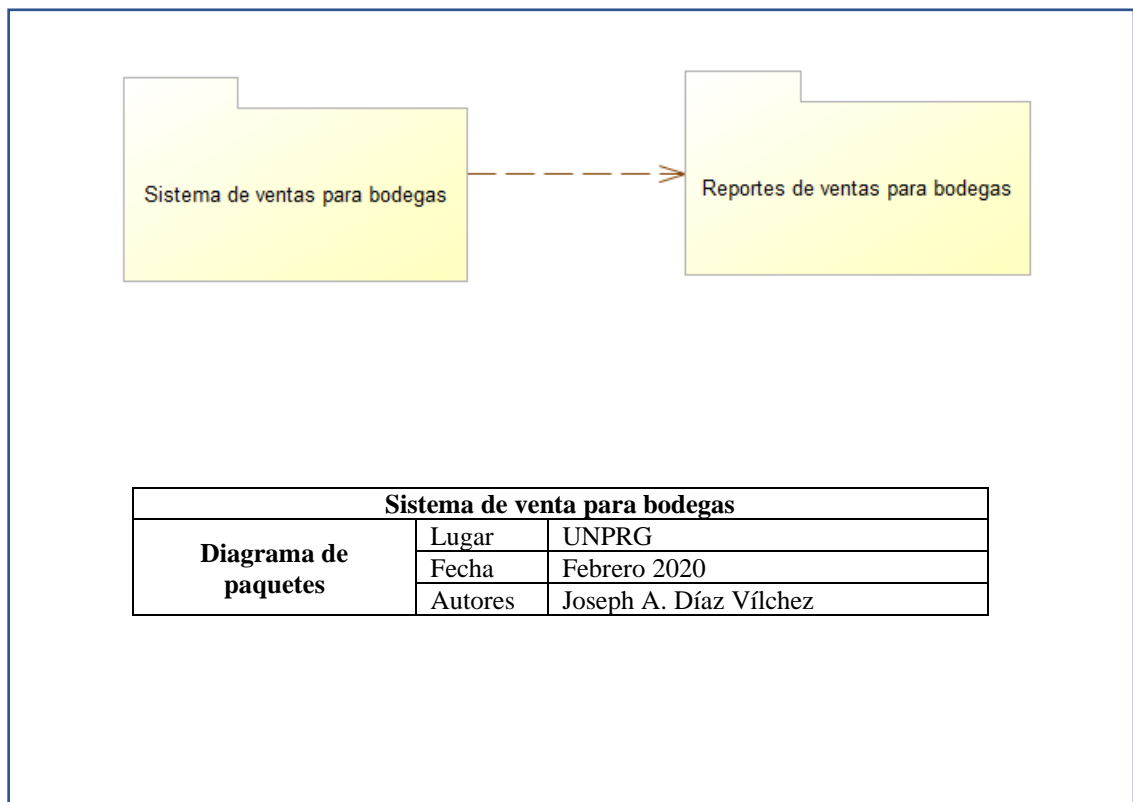 Sistema de ventas para bodegas
Reportes de ventas para bodegas
Sistema de venta para bodegas
Diagrama de
paquetes
Lugar UNPRG
Fecha Febrero 2020
Autores Joseph A. Díaz Vílchez